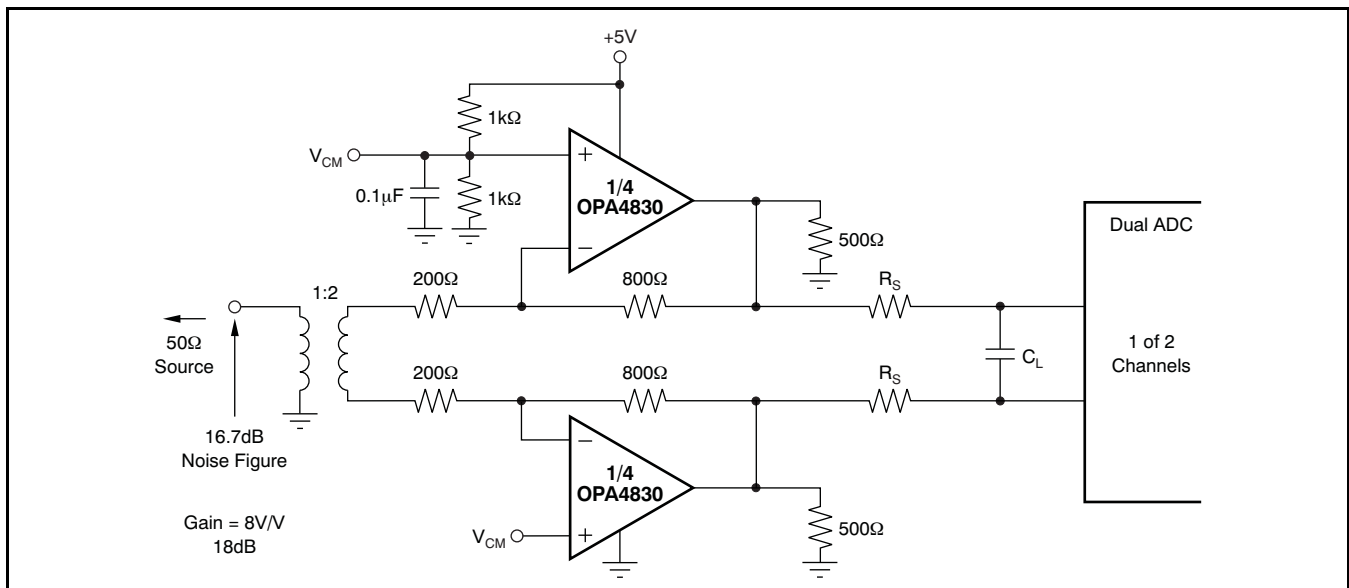 +5V
1kΩ
V_CM
0.1μF
1kΩ
+
1/4
OPA4830
−
500Ω
Dual ADC
1:2
200Ω
800Ω
R_S
50Ω
Source
C_L
1 of 2
Channels
200Ω
800Ω
R_S
16.7dB
Noise Figure
−
1/4
OPA4830
Gain = 8V/V
18dB
V_CM
+
500Ω